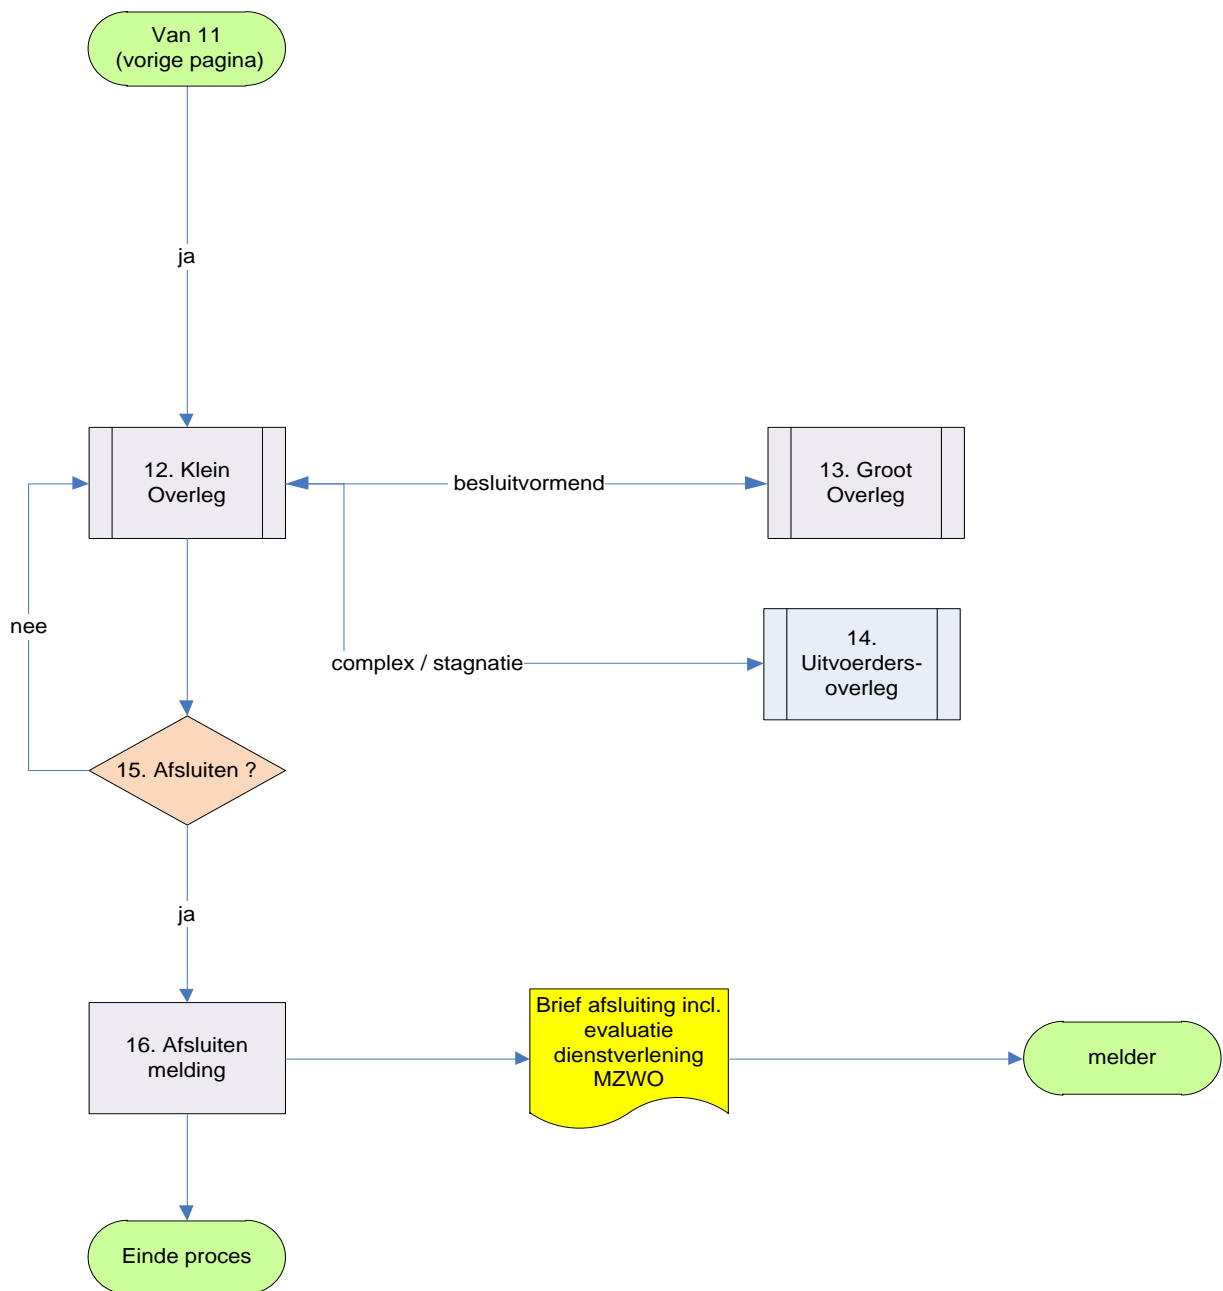 Van 11
(vorige pagina)
ja
12. Klein
Overleg
besluitvormend
13. Groot
Overleg
nee
complex / stagnatie
14.
Uitvoerders-
overleg
15. Afsluiten ?
ja
16. Afsluiten
melding
Brief afsluiting incl.
evaluatie
dienstverlening
MZWO
melder
Einde proces